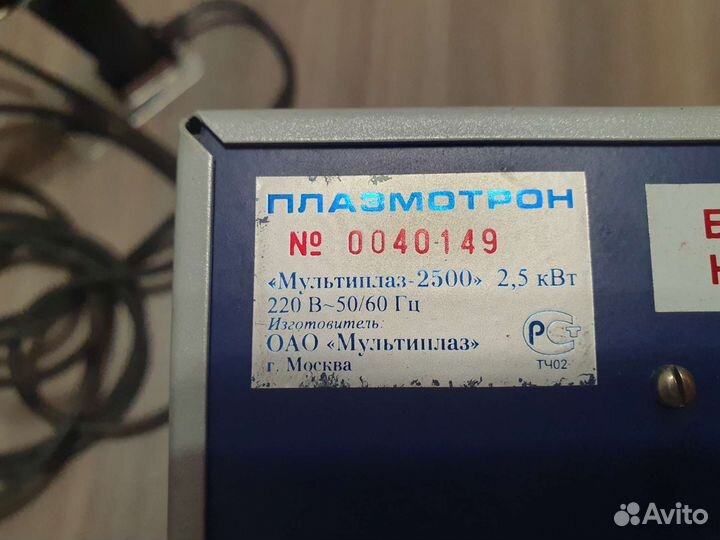 ПЛАЗМОТРОН
№ 0040149
«Мультиплаз-2500» 2,5 кВт
220 В~50/60 Гц
Изготовитель:
ОАО «Мультиплаз»
г. Москва
РСт
ТЧ02
Avito